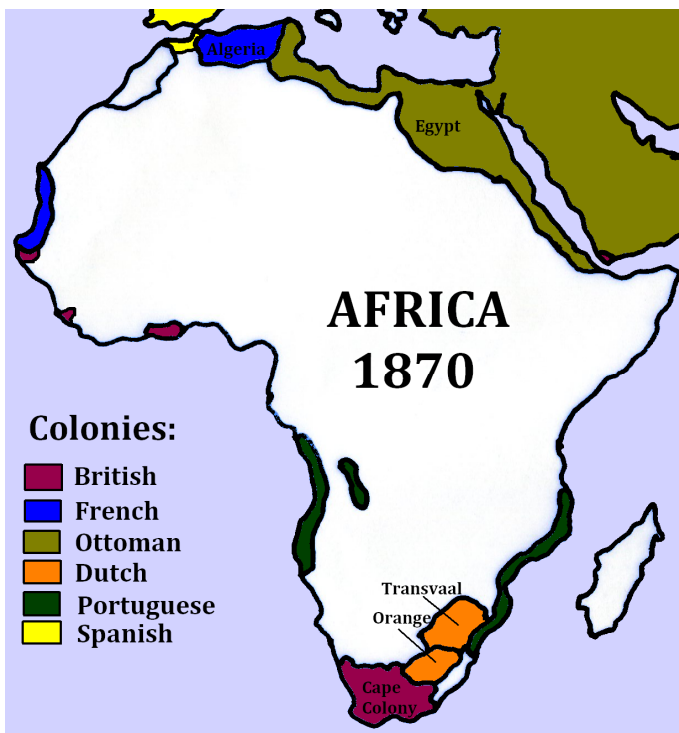 Algeria
Egypt
AFRICA
1870
Colonies:
British
French
Ottoman
Dutch
Portuguese
Spanish
Transvaal
Orange
Cape
Colony